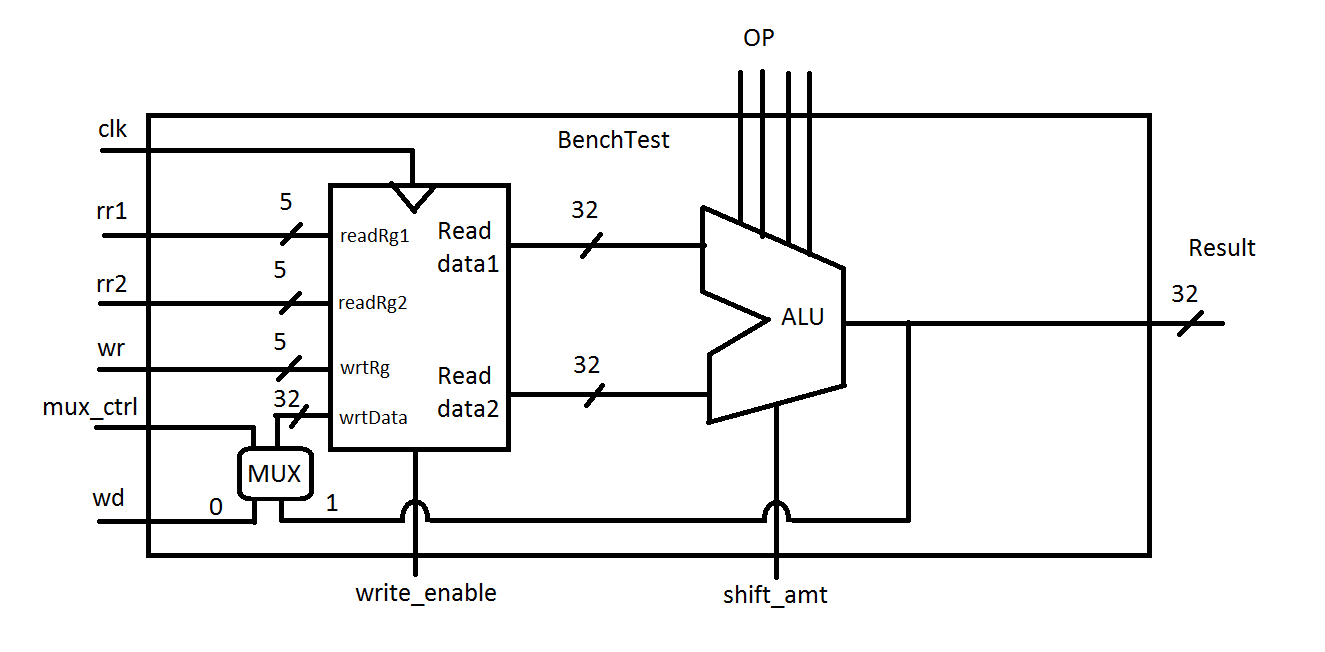 OP
clk
BenchTest
rr1
5
readRg1
Read
data1
32
Result
32
rr2
5
readRg2
ALU
wr
5
wrtRg
Read
data2
32
mux_ctrl
32
wrtData
MUX
wd
0
1
write_enable
shift_amt